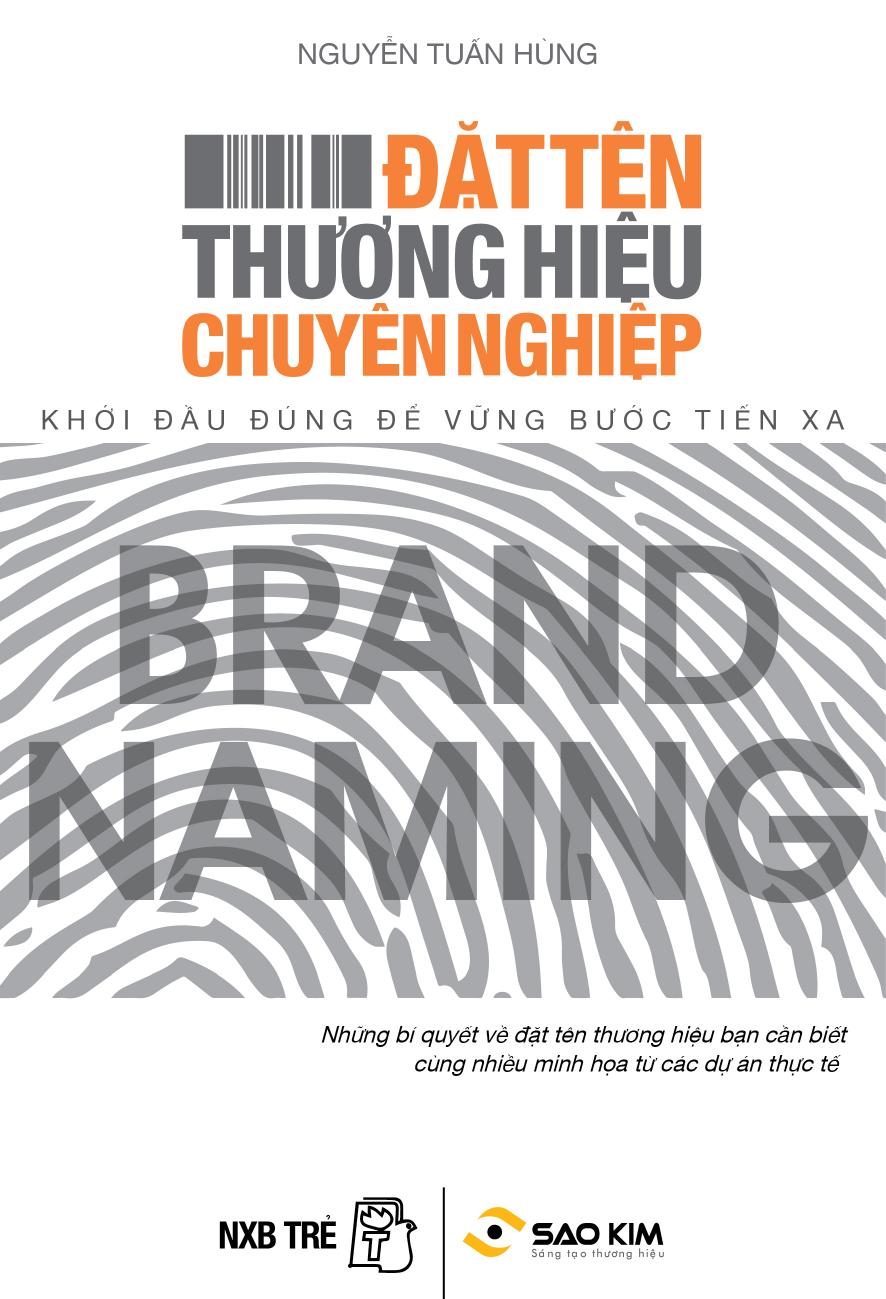 NGUYỄN TUẤN HÙNG
ĐẶT TÊN
THƯƠNG HIỆU
CHUYÊN NGHIỆP
KHỞI ĐẦU ĐÚNG ĐỂ VỮNG BƯỚC TIẾN XA
BRAND
NAMING
Những bí quyết về đặt tên thương hiệu bạn cần biết
cùng nhiều minh họa từ các dự án thực tế
NXB TRẺ
T
SAO KIM
Sáng tạo thương hiệu